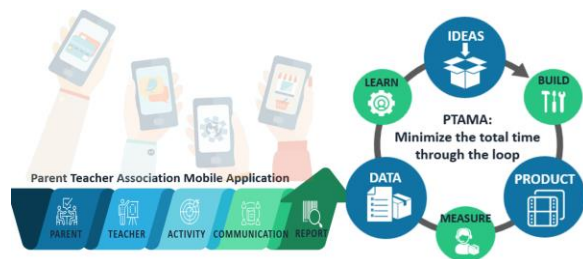 Parent Teacher Association Mobile Application
PARENT
TEACHER
ACTIVITY
COMMUNICATION
REPORT
IDEAS
LEARN
BUILD
PTAMA:
Minimize the total time
through the loop
DATA
PRODUCT
MEASURE